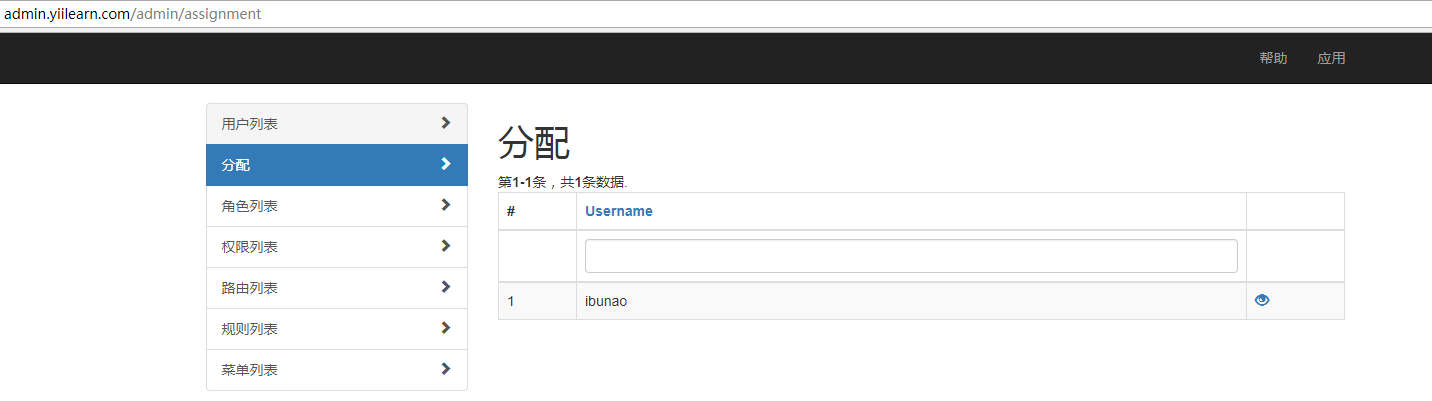 admin.yiilearn.com/admin/assignment
帮助 应用
用户列表
分配
角色列表
权限列表
路由列表
规则列表
菜单列表
分配
第1-1条，共1条数据.
# Username
1 ibunao